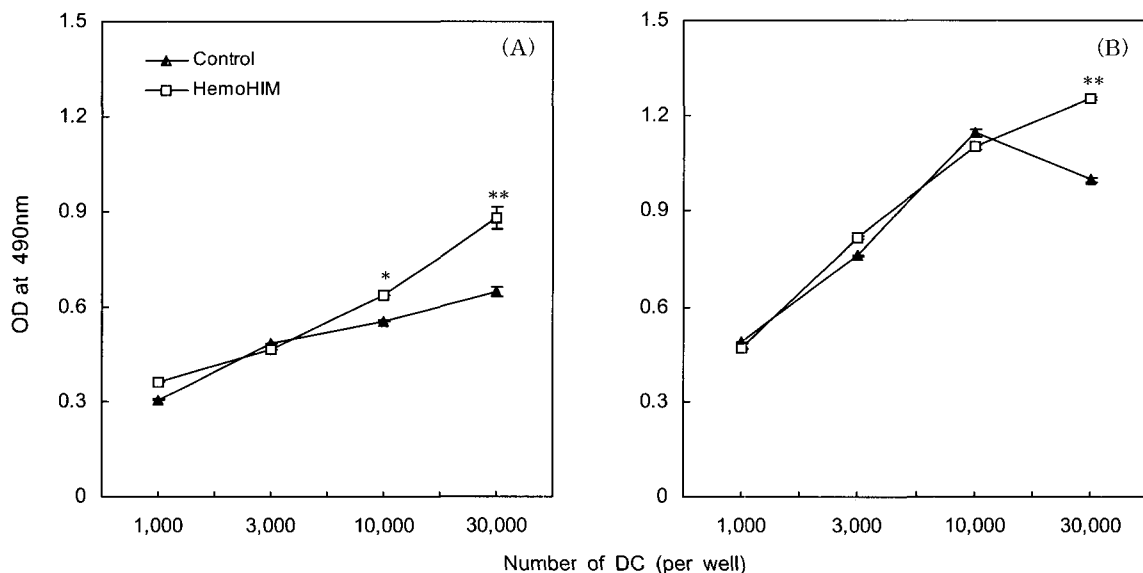 (A)
Control
HemoHIM
OD at 490nm
1.5
1.2
0.9
0.6
0.3
0
*
**
1,000 3,000 10,000 30,000
(B)
1.5
1.2
0.9
0.6
0.3
0
**
1,000 3,000 10,000 30,000
Number of DC (per well)